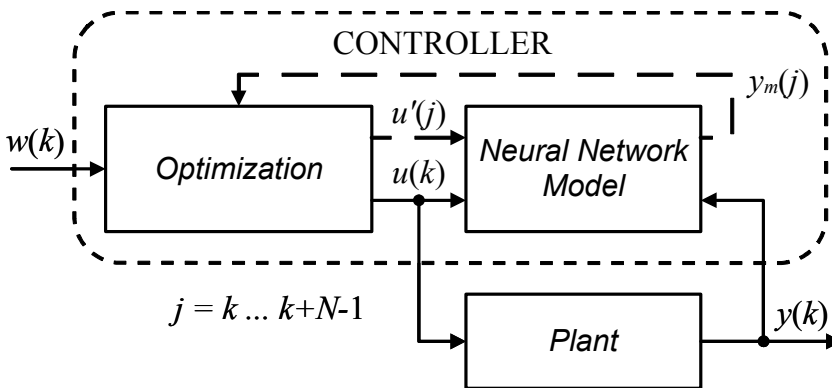 CONTROLLER
y_m(j)
u'(j)
w(k)
Optimization
Neural Network
Model
u(k)
j = k ... k+N-1
Plant
y(k)